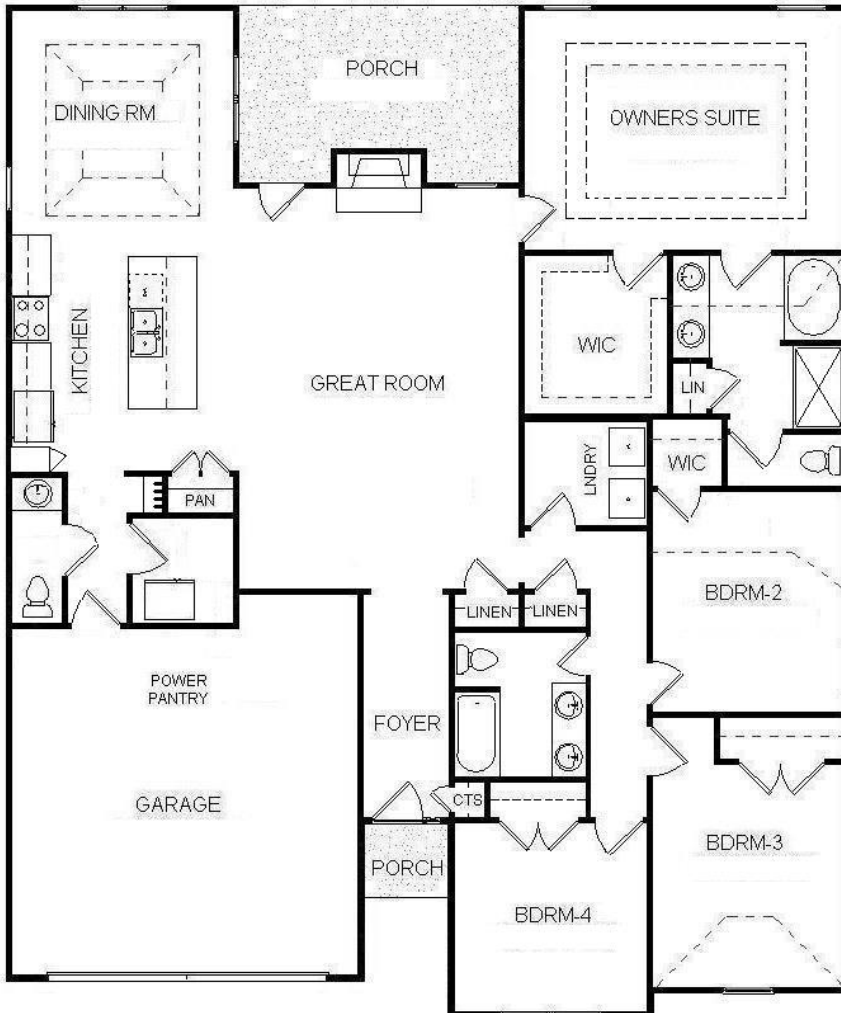 PORCH
DINING RM
OWNERS SUITE
KITCHEN
WIC
GREAT ROOM
LIN
LNDRY
WIC
PAN
BDRM-2
LINEN
LINEN
POWER
PANTRY
FOYER
GARAGE
CTS
PORCH
BDRM-3
BDRM-4